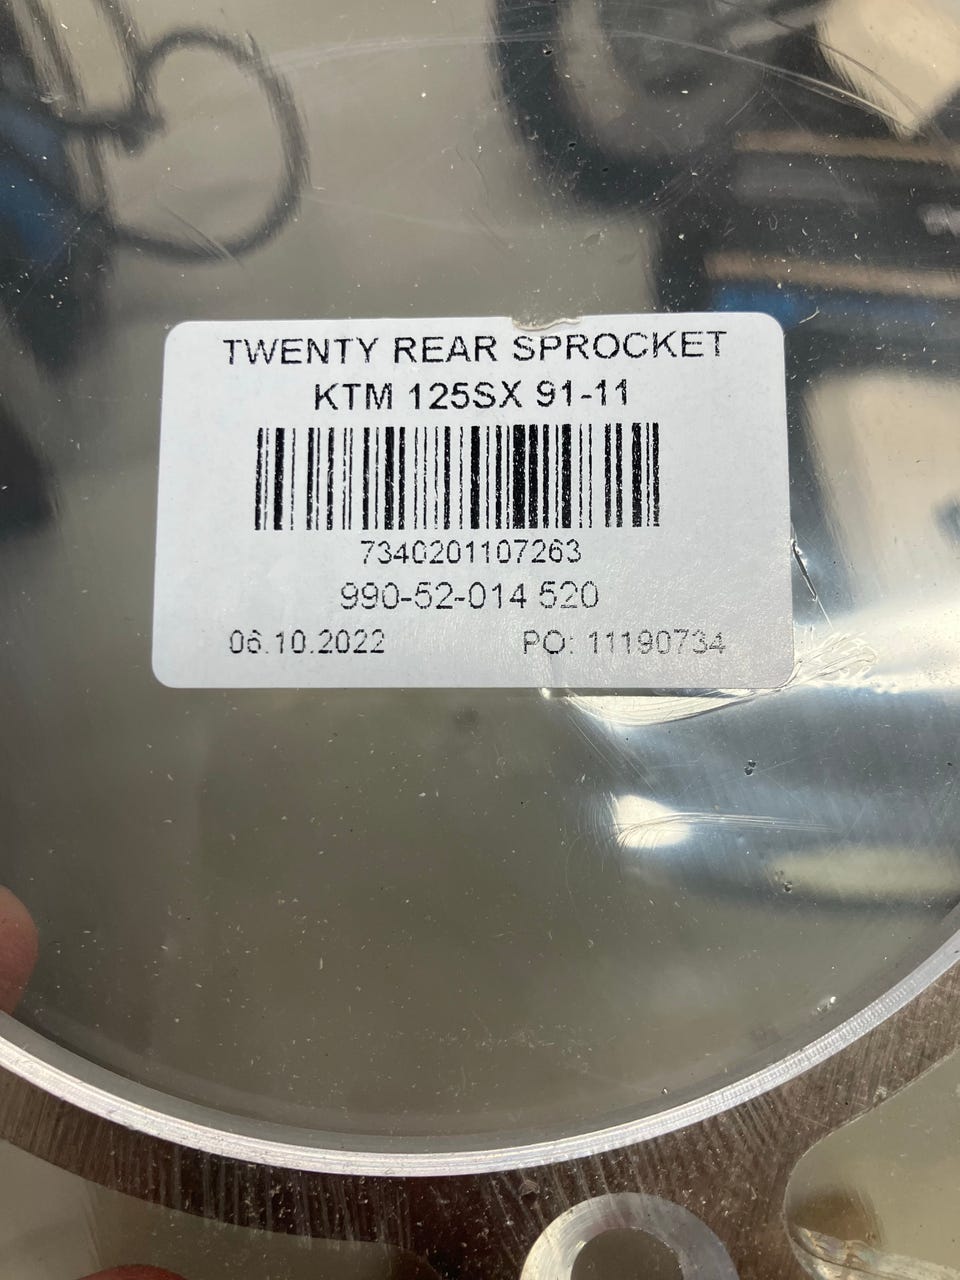 TWENTY REAR SPROCKET
KTM 125SX 91-11
7340201107263
990-52-014 520
06.10.2022 PO: 11190734